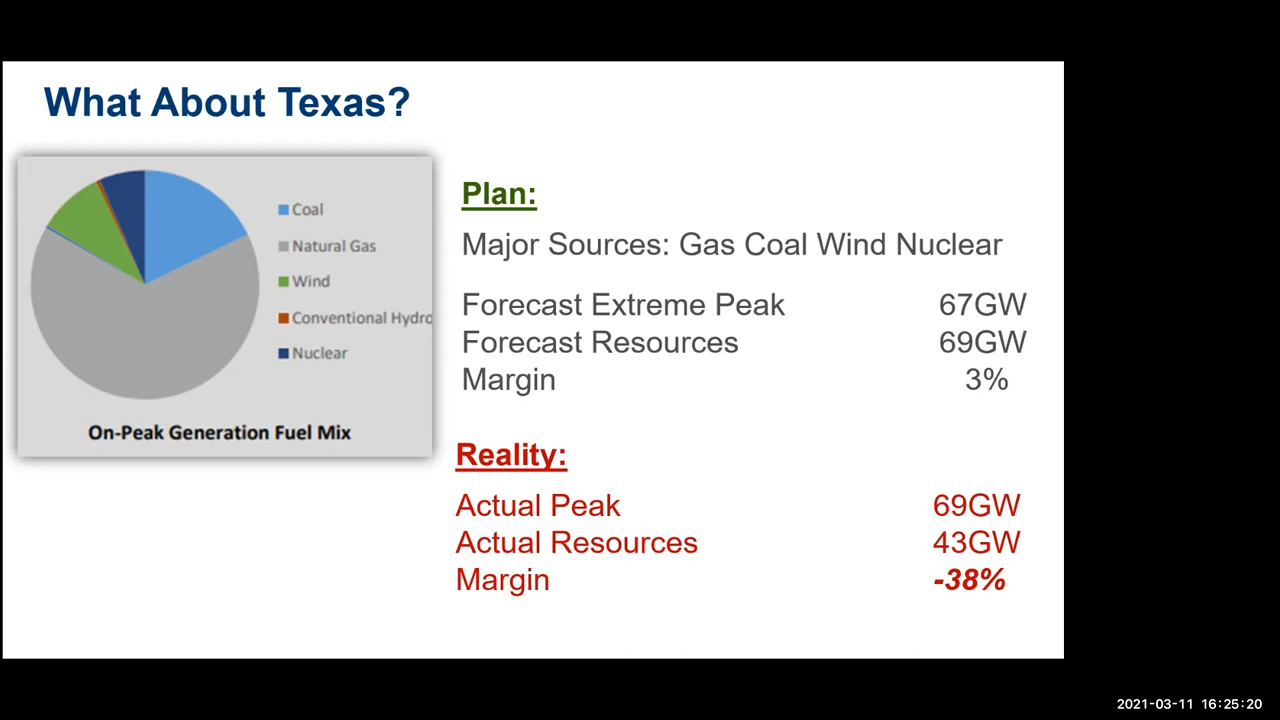 What About Texas?
Coal
Natural Gas
Wind
Conventional Hydro
Nuclear
On-Peak Generation Fuel Mix
Plan:
Major Sources: Gas Coal Wind Nuclear
Forecast Extreme Peak 67GW
Forecast Resources 69GW
Margin 3%
Reality:
Actual Peak 69GW
Actual Resources 43GW
Margin -38%
2021-03-11 16:25:20